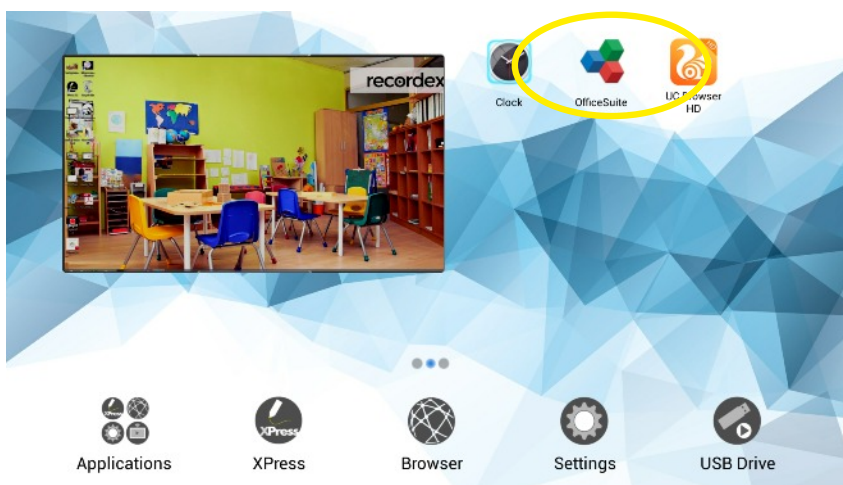 recordex
Clock
OfficeSuite
UC Browser
HD
Applications
XPress
Browser
Settings
USB Drive